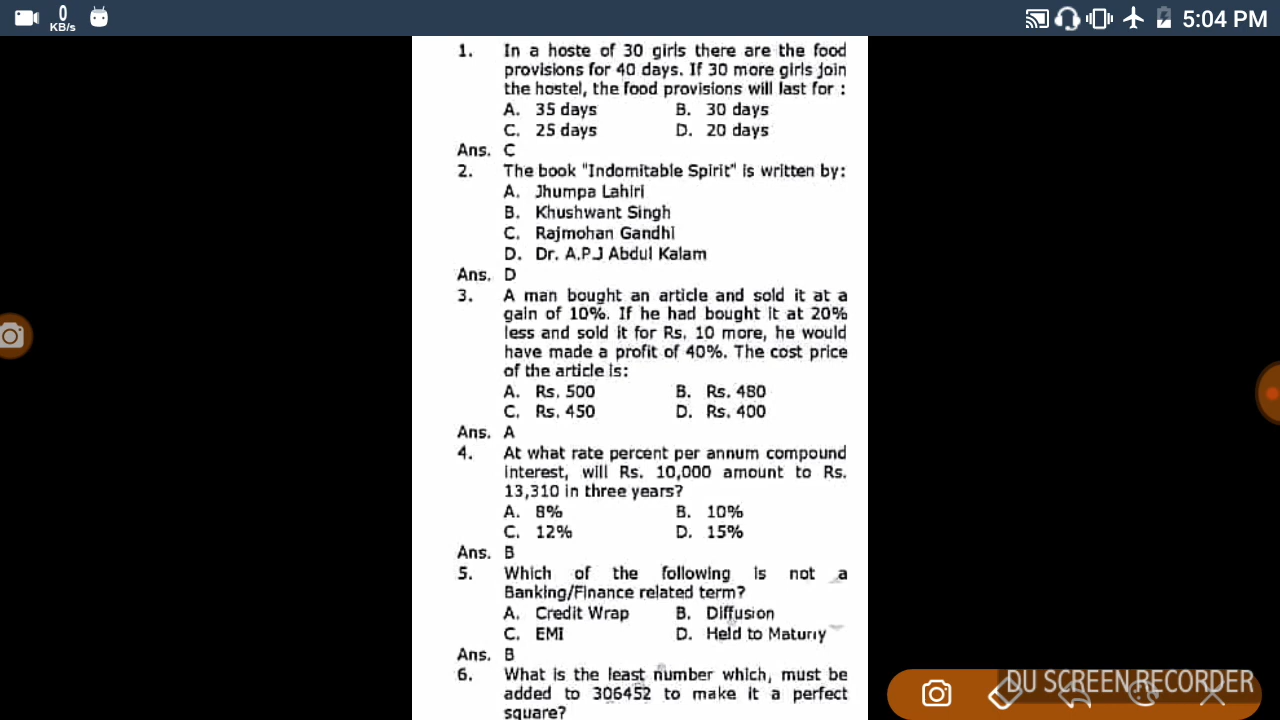 0
KB/s
5:04 PM
1. In a hoste of 30 girls there are the food
provisions for 40 days. If 30 more girls join
the hostel, the food provisions will last for :
A. 35 days B. 30 days
C. 25 days D. 20 days
Ans. C
2. The book "Indomitable Spirit" is written by:
A. Jhumpa Lahiri
B. Khushwant Singh
C. Rajmohan Gandhi
D. Dr. A.P.J Abdul Kalam
Ans. D
3. A man bought an article and sold it at a
gain of 10%. If he had bought it at 20%
less and sold it for Rs. 10 more, he would
have made a profit of 40%. The cost price
of the article is:
A. Rs. 500 B. Rs. 480
C. Rs. 450 D. Rs. 400
Ans. A
4. At what rate percent per annum compound
interest, will Rs. 10,000 amount to Rs.
13,310 in three years?
A. 8% B. 10%
C. 12% D. 15%
Ans. B
5. Which of the following is not a
Banking/Finance related term?
A. Credit Wrap B. Diffusion
C. EMI D. Held to Maturiy
Ans. B
6. What is the least number which, must be
added to 306452 to make it a perfect
square?
DU SCREEN RECORDER